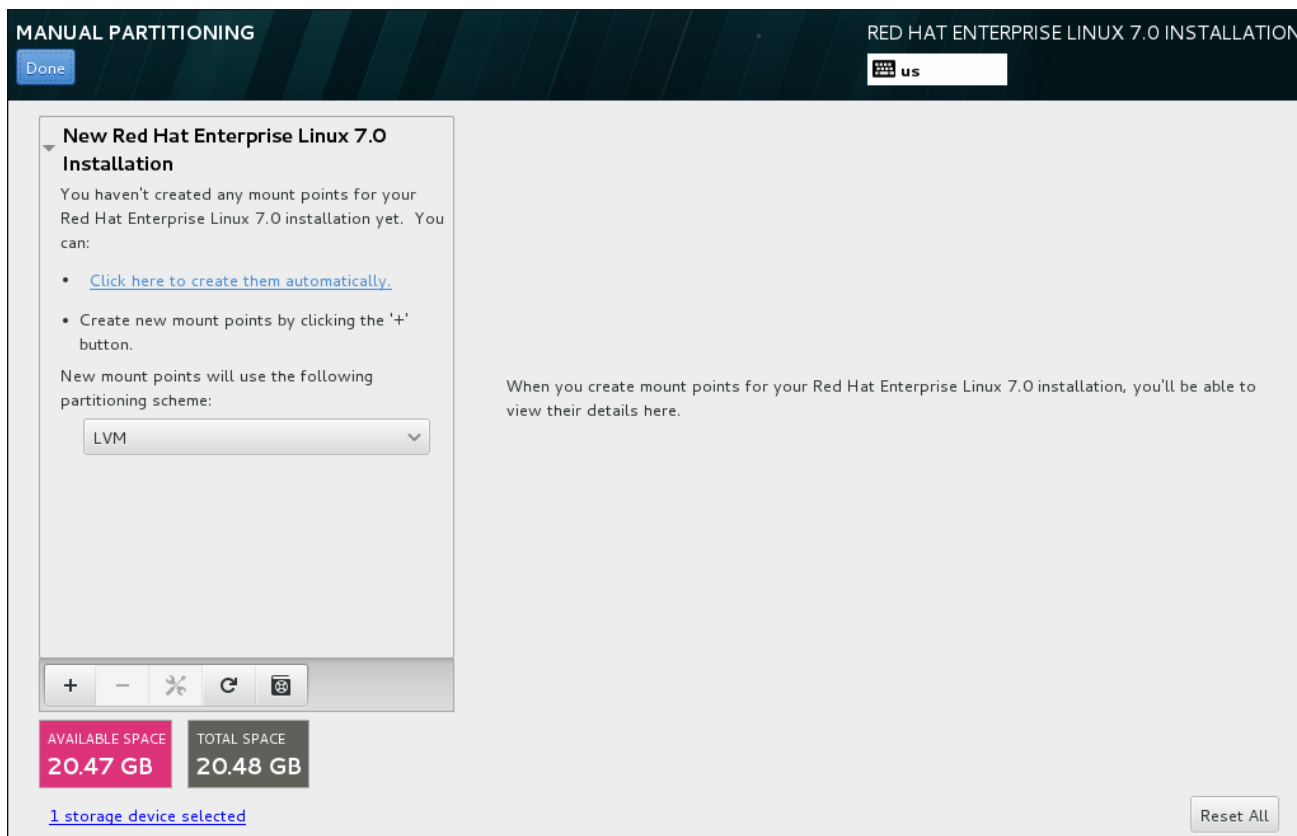 MANUAL PARTITIONING
RED HAT ENTERPRISE LINUX 7.0 INSTALLATION
Done
us
New Red Hat Enterprise Linux 7.0
Installation
You haven't created any mount points for your
Red Hat Enterprise Linux 7.0 installation yet. You
can:
• Click here to create them automatically.
• Create new mount points by clicking the '+'
button.
New mount points will use the following
partitioning scheme:
LVM
When you create mount points for your Red Hat Enterprise Linux 7.0 installation, you'll be able to
view their details here.
AVAILABLE SPACE
20.47 GB
TOTAL SPACE
20.48 GB
1 storage device selected
Reset All